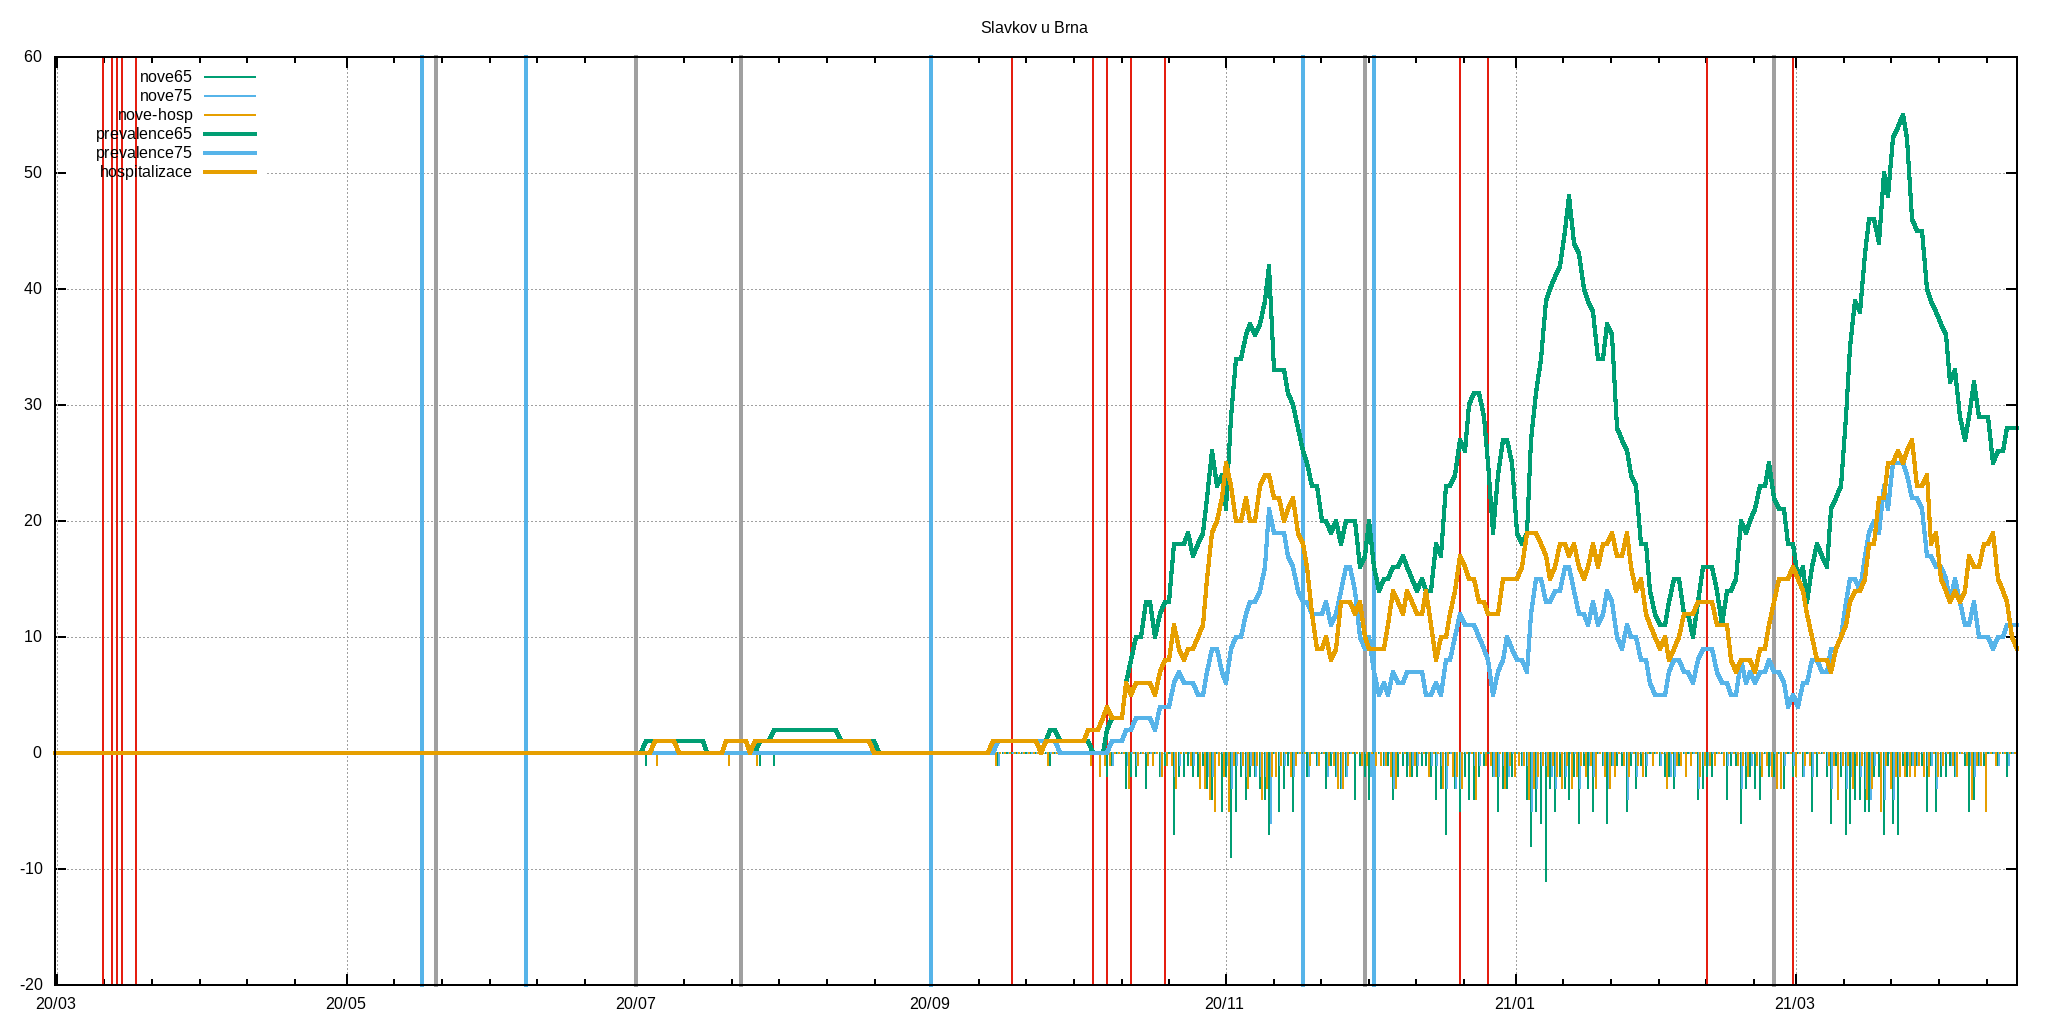 Slavkov u Brna
60
nove65
nove75
nove-hosp
prevalence65
prevalence75
hospitalizace
50
40
30
20
10
0
-10
-20
20/03 20/05 20/07 20/09 20/11 21/01 21/03